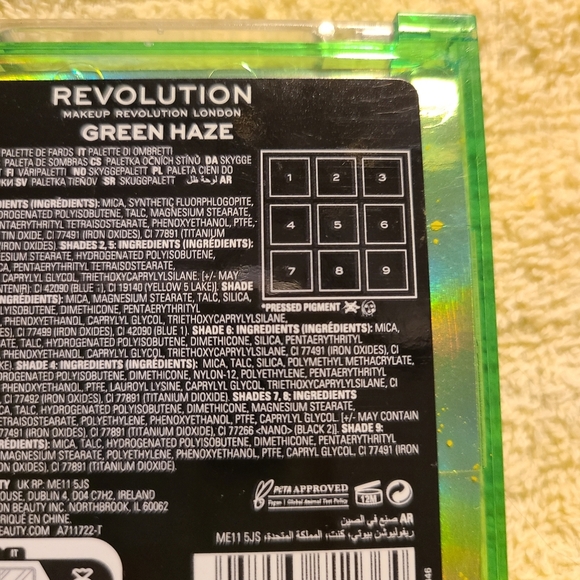 REVOLUTION
MAKEUP REVOLUTION LONDON
GREEN HAZE
PALETTE DE FARDS IT PALETTE DI OMBRETTI
PALETA DE SOMBRAS CS PALETKA OČNÍCH STÍNŮ DA SKYGGE
FI VÄRIPALETTI NO SKYGGEPALETT PL PALETA CIENI DO
SV PALETKA TIEŇOV SR SKUGGPALETT لوحة ظل AR
1 2 3
4 5 6
7 8 9
*PRESSED PIGMENT
(INGRÉDIENTS): MICA, SYNTHETIC FLUORPHLOGOPITE,
HYDROGENATED POLYISOBUTENE, TALC, MAGNESIUM STEARATE,
PENTAERYTHRITYL TETRAISOSTEARATE, PHENOXYETHANOL, PTFE,
TIN OXIDE, CI 77491 (IRON OXIDES), CI 77891 (TITANIUM
(IRON OXIDES). SHADES 2, 5: INGREDIENTS (INGRÉDIENTS):
MAGNESIUM STEARATE, HYDROGENATED POLYISOBUTENE,
PENTAERYTHRITYL TETRAISOSTEARATE,
CAPRYLYL GLYCOL, TRIETHOXYCAPRYLYLSILANE. [+/- MAY
CI 42090 (BLUE 1), CI 19140 (YELLOW 5 LAKE)]. SHADE
(INGRÉDIENTS): MICA, MAGNESIUM STEARATE, TALC, SILICA,
POLYISOBUTENE, DIMETHICONE, PENTAERYTHRITYL
PHENOXYETHANOL, CAPRYLYL GLYCOL, TRIETHOXYCAPRYLYLSILANE,
CI 77499 (IRON OXIDES), CI 42090 (BLUE 1). SHADE 6: INGREDIENTS (INGRÉDIENTS): MICA,
TALC, HYDROGENATED POLYISOBUTENE, DIMETHICONE, SILICA, PENTAERYTHRITYL
PHENOXYETHANOL, CAPRYLYL GLYCOL, TRIETHOXYCAPRYLYLSILANE, CI 77491 (IRON OXIDES), CI
SHADE 4: INGREDIENTS (INGRÉDIENTS): MICA, TALC, SILICA, POLYMETHYL METHACRYLATE,
HYDROGENATED POLYISOBUTENE, DIMETHICONE, NYLON-12, POLYETHYLENE, PENTAERYTHRITYL
PHENOXYETHANOL, PTFE, LAUROYL LYSINE, CAPRYLYL GLYCOL, TRIETHOXYCAPRYLYLSILANE, CI
CI 77492 (IRON OXIDES), CI 77891 (TITANIUM DIOXIDE). SHADES 7, 8: INGREDIENTS
MICA, TALC, HYDROGENATED POLYISOBUTENE, DIMETHICONE, MAGNESIUM STEARATE,
POLYETHYLENE, PHENOXYETHANOL, PTFE, CAPRYLYL GLYCOL. [+/- MAY CONTAIN
(IRON OXIDES), CI 77891 (TITANIUM DIOXIDE), CI 77266 <NANO> (BLACK 2)]. SHADE 9:
(INGRÉDIENTS): MICA, TALC, HYDROGENATED POLYISOBUTENE, DIMETHICONE, PENTAERYTHRITYL
MAGNESIUM STEARATE, POLYETHYLENE, PHENOXYETHANOL, PTFE, CI 77491 (IRON
CI 77891 (TITANIUM DIOXIDE).
UK RP: ME11 5JS
DUBLIN 4, D04 C7H2, IRELAND
BEAUTY INC. NORTHBROOK, IL 60062
FABRIQUÉ EN CHINE.
BEAUTY.COM A711722-T
PETA APPROVED
Vegan | Global Animal Test Policy
12M
AR صنع في الصين
ريفوليوشن بيوتي، كنت، المملكة المتحدة، ME11 5JS
IT
46